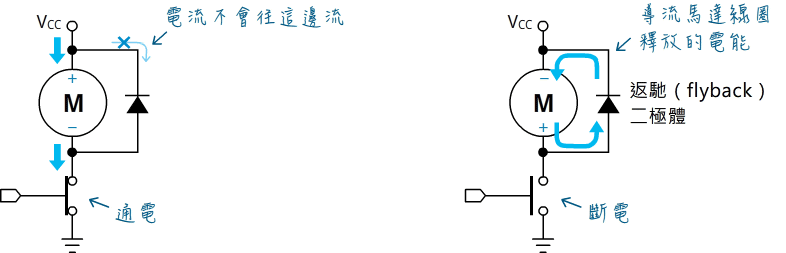 Vcc
電流不會往這邊流
+
M
−
通電
Vcc
導流馬達線圈
釋放的電能
−
M
+
返馳（flyback）
二極體
斷電